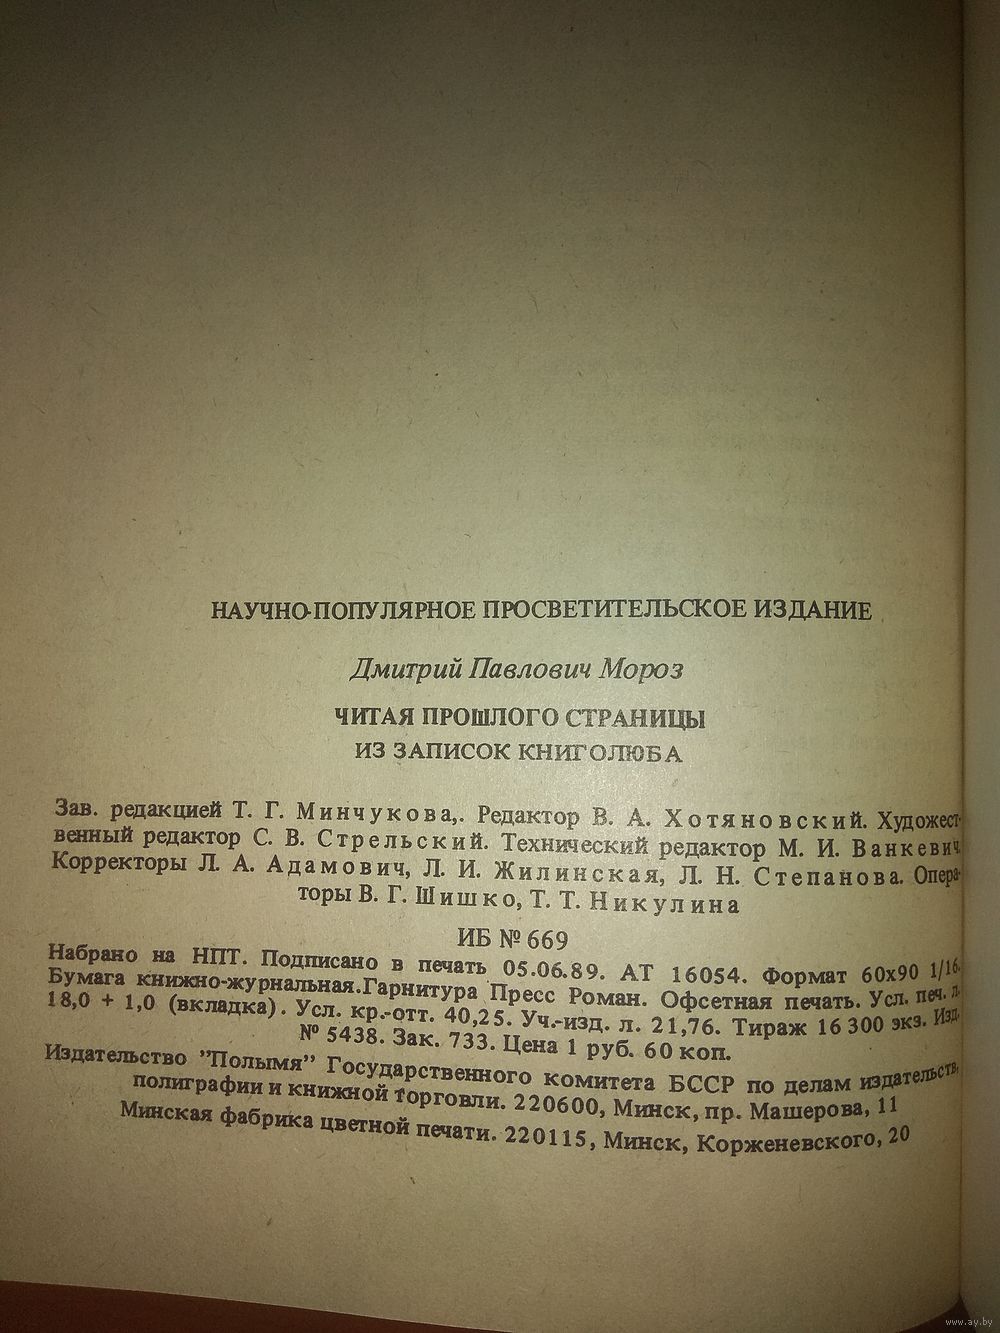 НАУЧНО-ПОПУЛЯРНОЕ ПРОСВЕТИТЕЛЬСКОЕ ИЗДАНИЕ
Дмитрий Павлович Мороз
ЧИТАЯ ПРОШЛОГО СТРАНИЦЫ
ИЗ ЗАПИСОК КНИГОЛЮБА
Зав. редакцией Т. Г. Минчукова,. Редактор В. А. Хотяновский. Художест-
венный редактор С. В. Стрельский. Технический редактор М. И. Ванкевич.
Корректоры Л. А. Адамович, Л. И. Жилинская, Л. Н. Степанова. Опера-
торы В. Г. Шишко, Т. Т. Никулина
ИБ № 669
Набрано на НПТ. Подписано в печать 05.06.89. АТ 16054. Формат 60х90 1/16.
Бумага книжно-журнальная.Гарнитура Пресс Роман. Офсетная печать. Усл. печ. л.
18,0 + 1,0 (вкладка). Усл. кр.-отт. 40,25. Уч.-изд. л. 21,76. Тираж 16 300 экз. Изд.
№ 5438. Зак. 733. Цена 1 руб. 60 коп.
Издательство "Полымя" Государственного комитета БССР по делам издательств,
полиграфии и книжной торговли. 220600, Минск, пр. Машерова, 11
Минская фабрика цветной печати. 220115, Минск, Корженевского, 20
www.ay.by